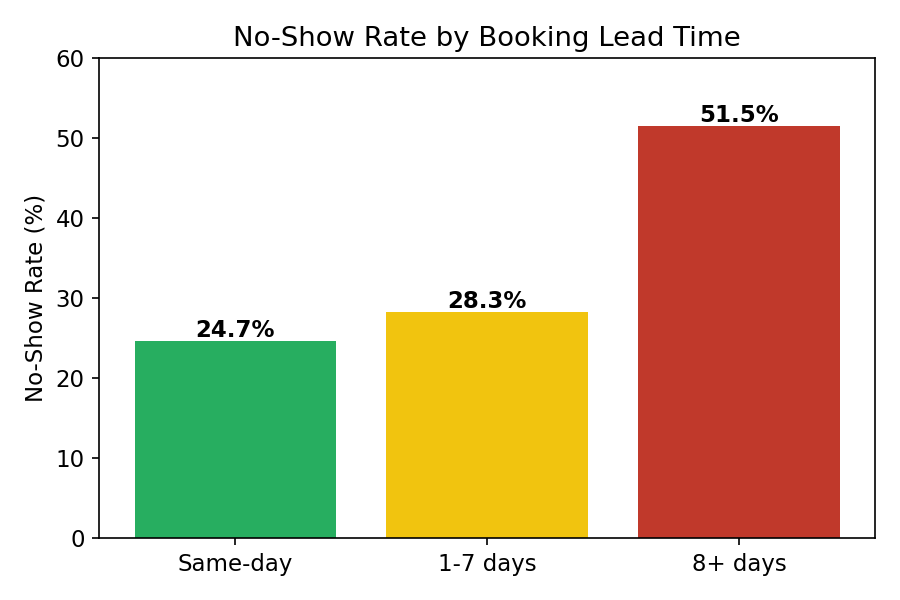 No-Show Rate by Booking Lead Time
No-Show Rate (%)
60
50
40
30
20
10
0
24.7%
28.3%
51.5%
Same-day
1-7 days
8+ days